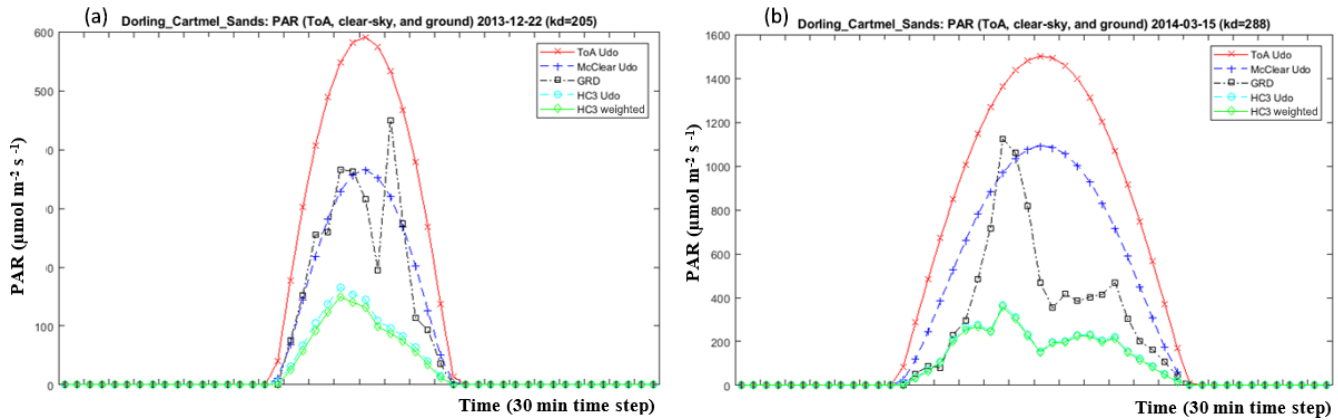 (a)
Dorling_Cartmel_Sands: PAR (ToA, clear-sky, and ground) 2013-12-22 (kd=205)
600
500
0
0
0
100
0
PAR (µmol m⁻² s⁻¹)
ToA Udo
McClear Udo
GRD
HC3 Udo
HC3 weighted
Time (30 min time step)
(b)
Dorling_Cartmel_Sands: PAR (ToA, clear-sky, and ground) 2014-03-15 (kd=288)
1600
1400
1200
1000
800
600
400
200
0
PAR (µmol m⁻² s⁻¹)
ToA Udo
McClear Udo
GRD
HC3 Udo
HC3 weighted
Time (30 min time step)